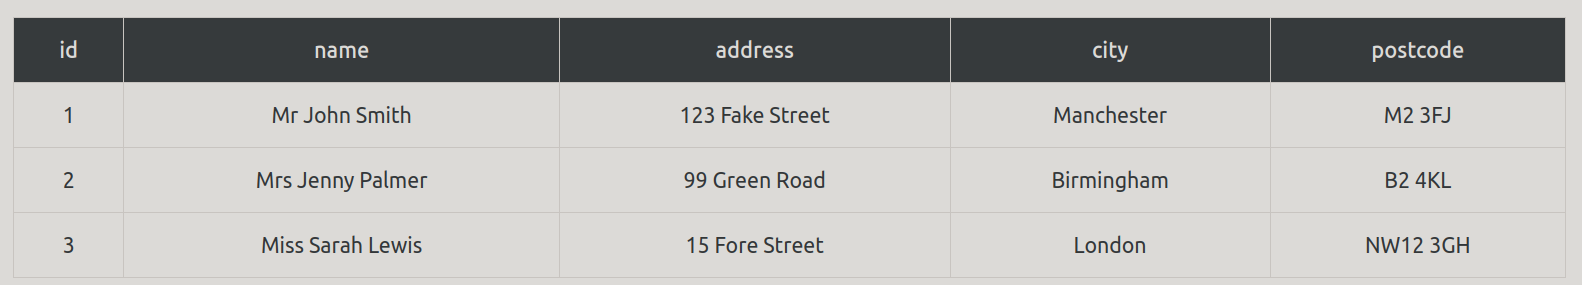 id name address city postcode
1 Mr John Smith 123 Fake Street Manchester M2 3FJ
2 Mrs Jenny Palmer 99 Green Road Birmingham B2 4KL
3 Miss Sarah Lewis 15 Fore Street London NW12 3GH